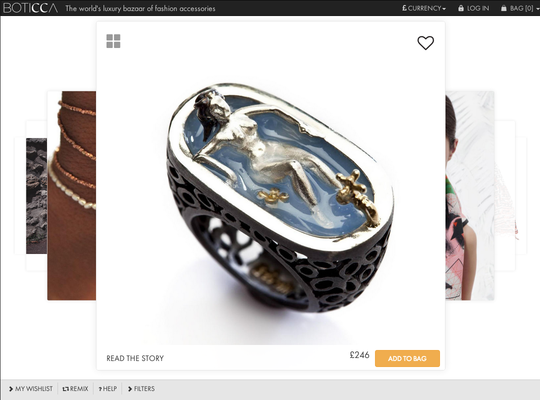 BOTICCA The world's luxury bazaar of fashion accessories £ CURRENCY LOG IN BAG [0]
READ THE STORY £246 ADD TO BAG
MY WISHLIST REMIX ? HELP FILTERS